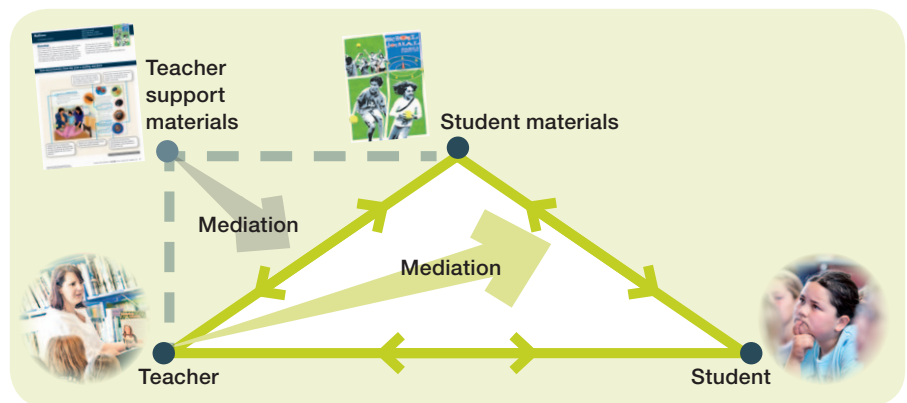 Teacher
support
materials
Student materials
Mediation
Mediation
Teacher
Student